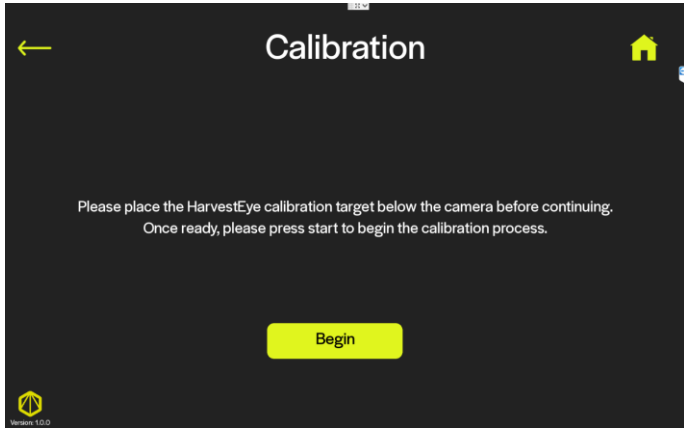 Calibration
Please place the HarvestEye calibration target below the camera before continuing.
Once ready, please press start to begin the calibration process.
Begin
Version: 1.0.0